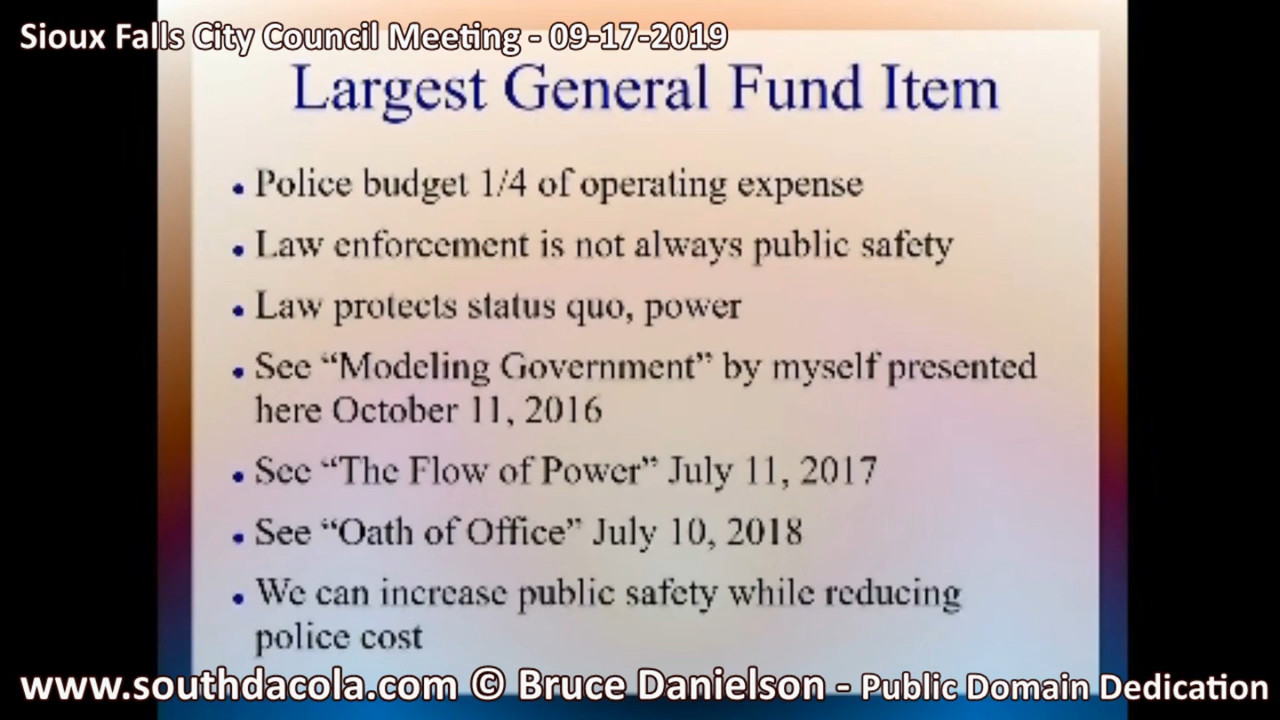 Sioux Falls City Council Meeting - 09-17-2019
Largest General Fund Item
• Police budget 1/4 of operating expense
• Law enforcement is not always public safety
• Law protects status quo, power
• See “Modeling Government” by myself presented
here October 11, 2016
• See “The Flow of Power” July 11, 2017
• See “Oath of Office” July 10, 2018
• We can increase public safety while reducing
police cost
www.southdacola.com © Bruce Danielson - Public Domain Dedication